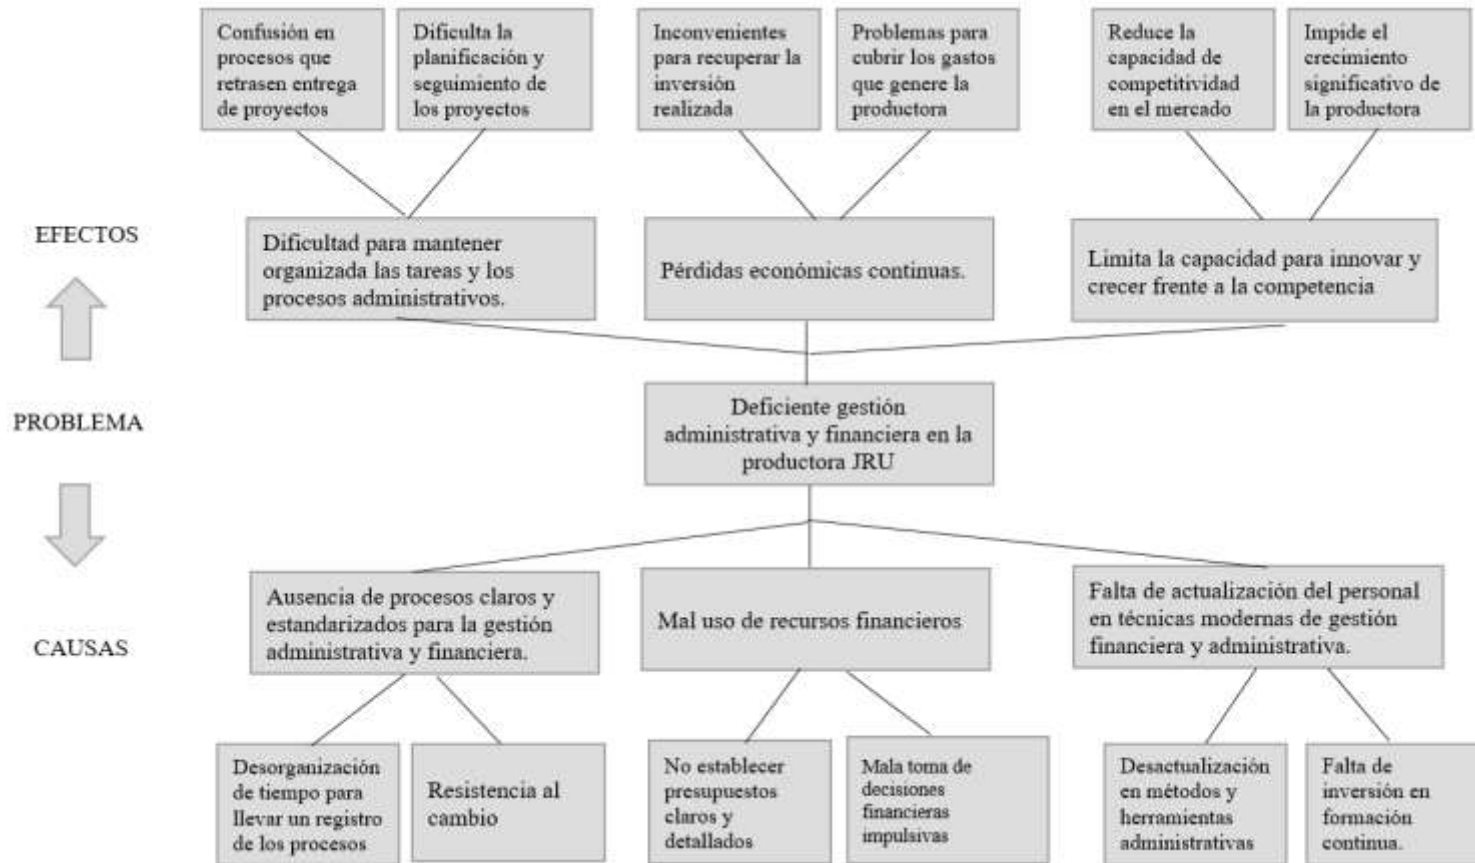 Confusión en
procesos que
retrasen entrega
de proyectos
Dificulta la
planificación y
seguimiento de
los proyectos
Inconvenientes
para recuperar la
inversión
realizada
Problemas para
cubrir los gastos
que genere la
productora
Reduce la
capacidad de
competitividad
en el mercado
Impide el
crecimiento
significativo de
la productora
EFECTOS
Dificultad para mantener
organizada las tareas y los
procesos administrativos.
Pérdidas económicas continuas.
Limita la capacidad para innovar y
crecer frente a la competencia
PROBLEMA
Deficiente gestión
administrativa y financiera en la
productora JRU
CAUSAS
Ausencia de procesos claros y
estandarizados para la gestión
administrativa y financiera.
Mal uso de recursos financieros
Falta de actualización del personal
en técnicas modernas de gestión
financiera y administrativa.
Desorganización
de tiempo para
llevar un registro
de los procesos
Resistencia al
cambio
No establecer
presupuestos
claros y
detallados
Mala toma de
decisiones
financieras
impulsivas
Desactualización
en métodos y
herramientas
administrativas
Falta de
inversión en
formación
continua.